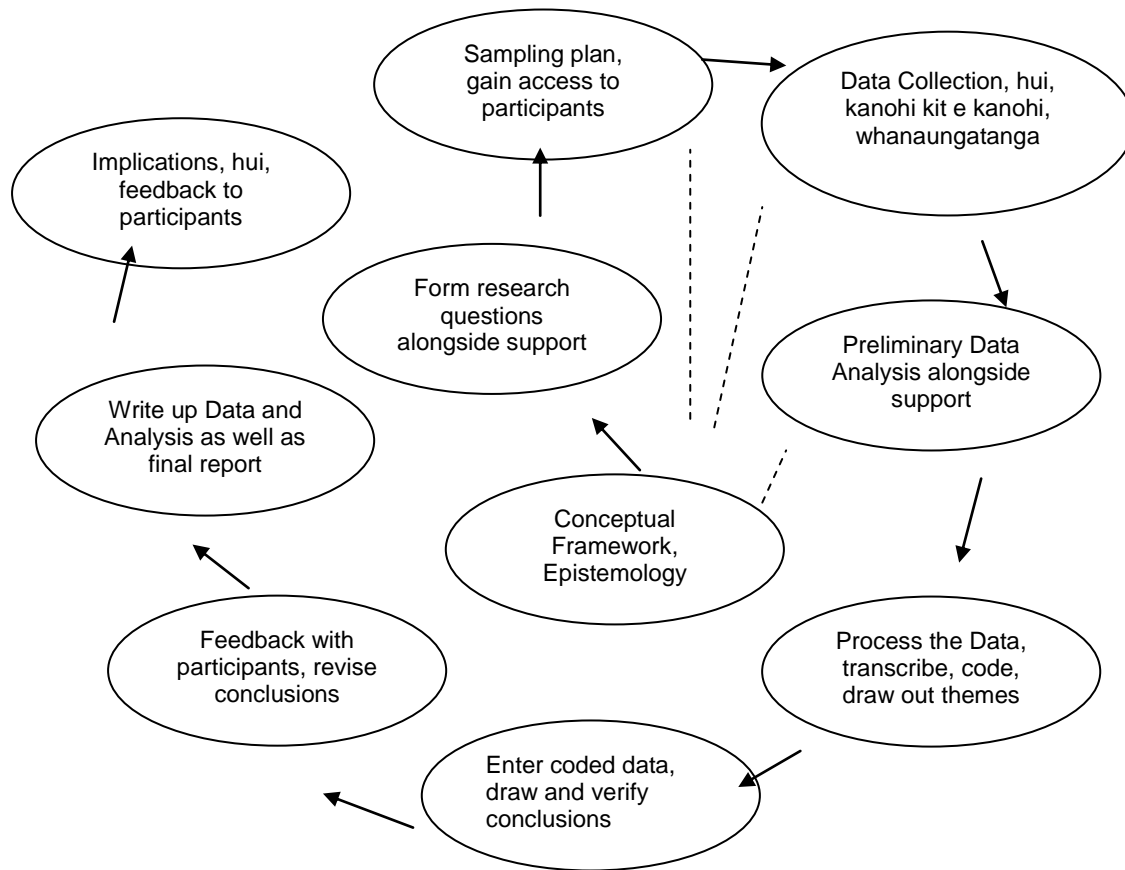 Sampling plan,
gain access to
participants
Data Collection, hui,
kanohi kit e kanohi,
whanaungatanga
Implications, hui,
feedback to
participants
Form research
questions
alongside support
Preliminary Data
Analysis alongside
support
Write up Data and
Analysis as well as
final report
Conceptual
Framework,
Epistemology
Feedback with
participants, revise
conclusions
Process the Data,
transcribe, code,
draw out themes
Enter coded data,
draw and verify
conclusions